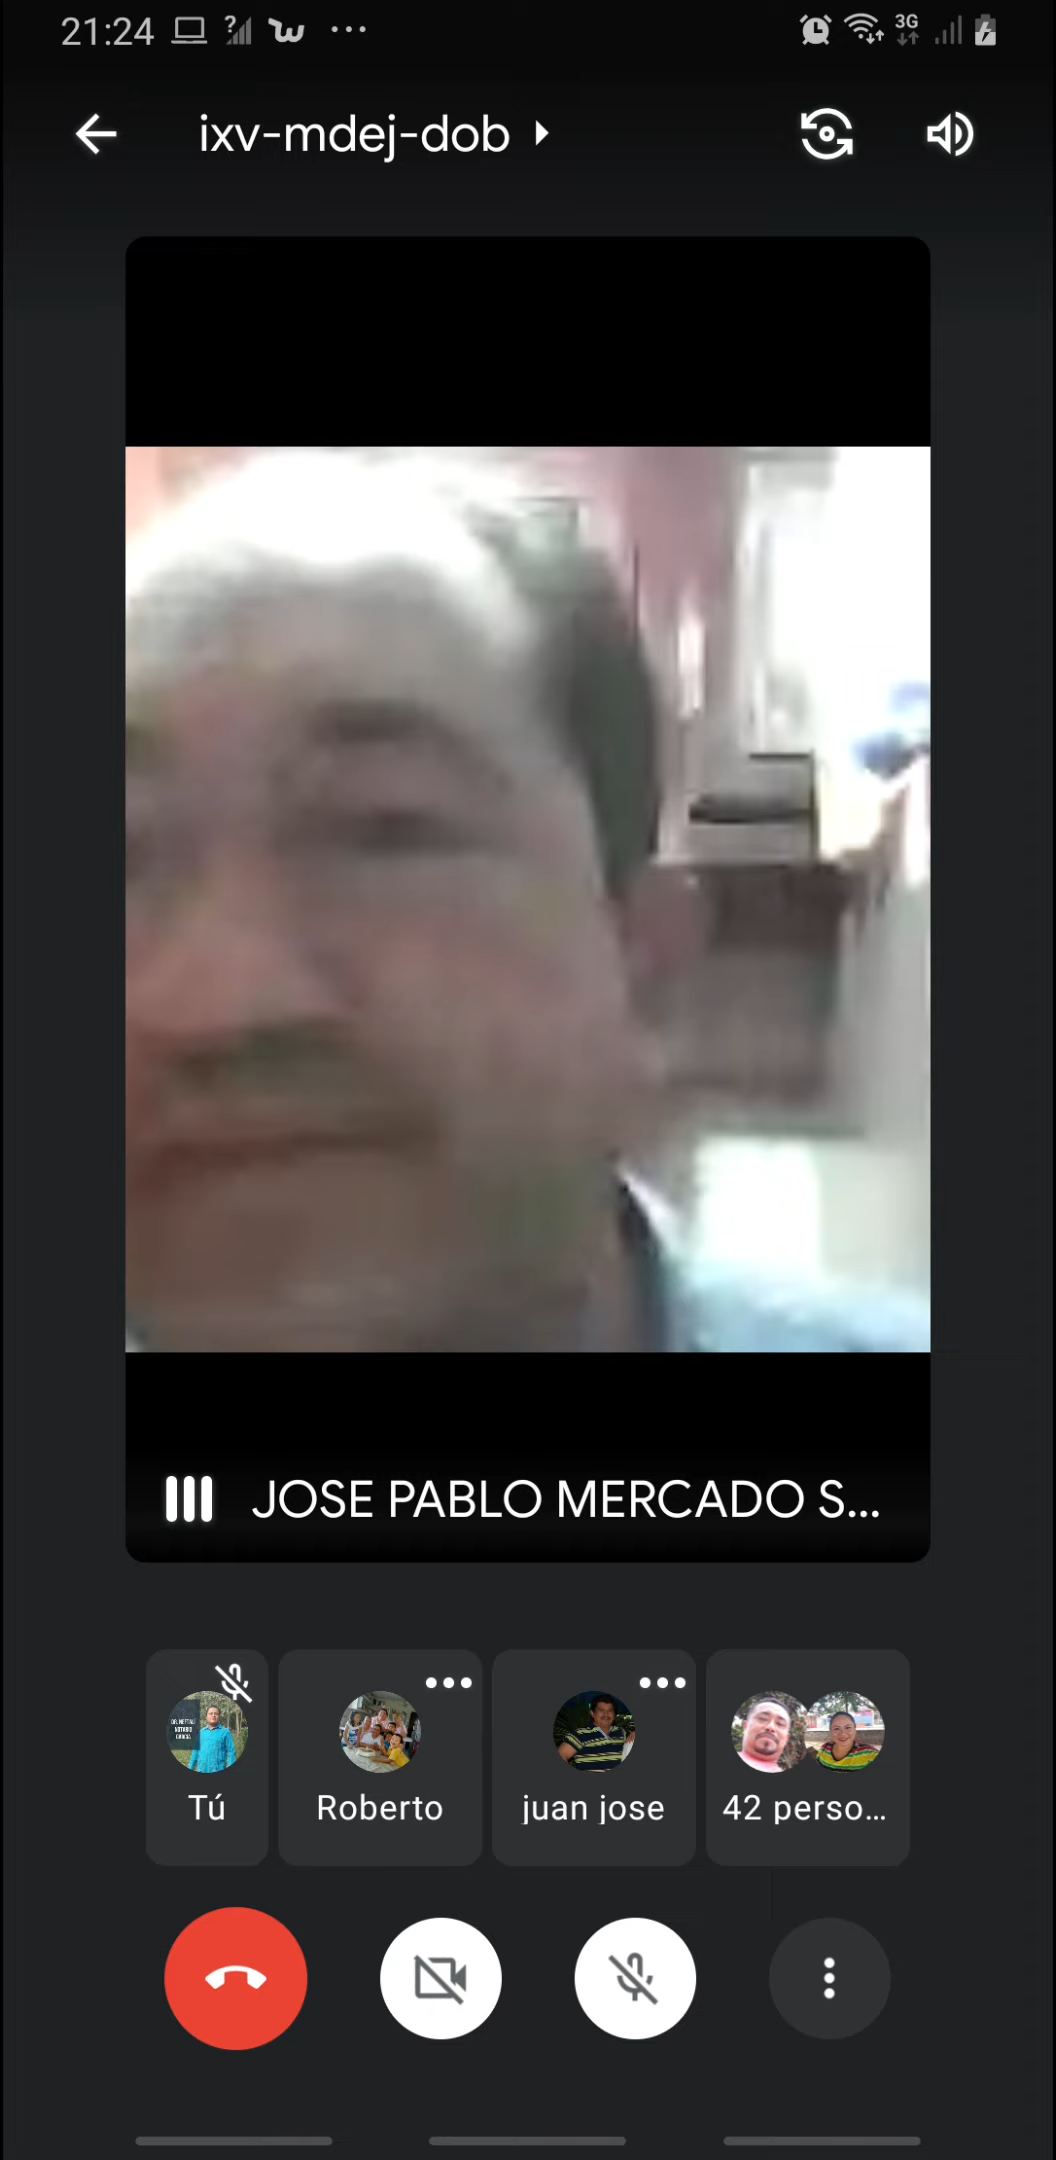 21:24
3G
ixv-mdej-dob
JOSE PABLO MERCADO S...
Tú
Roberto
juan jose
42 perso...